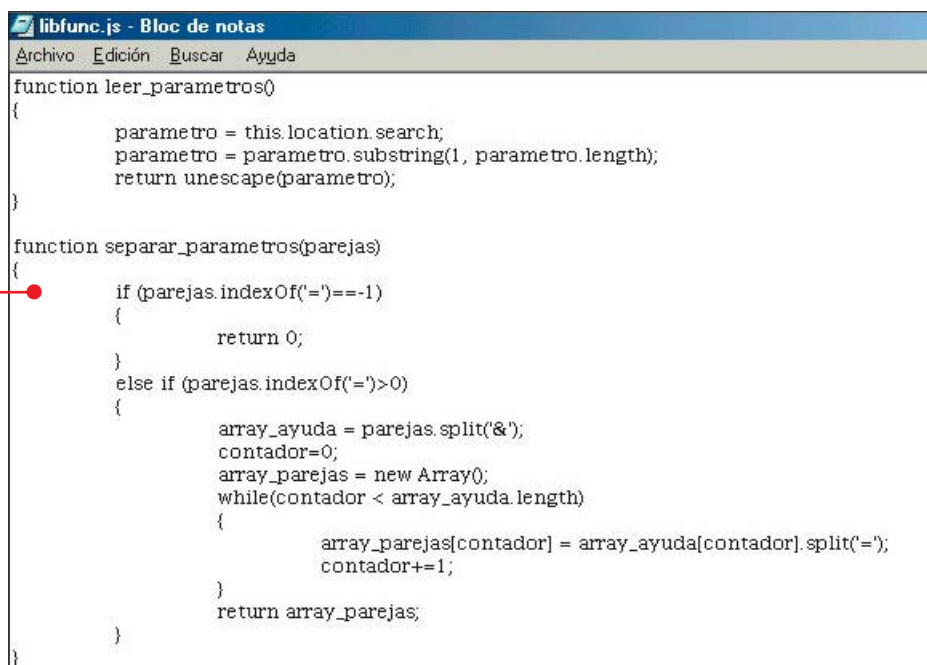 libfunc.js - Bloc de notas
Archivo Edición Buscar Ayuda
function leer_parametros()
{
parametro = this.location.search;
parametro = parametro.substring(1, parametro.length);
return unescape(parametro);
}
function separar_parametros(parejas)
{
if (parejas.indexOf('=')==-1)
{
return 0;
}
else if (parejas.indexOf('=')>0)
{
array_ayuda = parejas.split('&');
contador=0;
array_parejas = new Array();
while(contador < array_ayuda.length)
{
array_parejas[contador] = array_ayuda[contador].split('=');
contador+=1;
}
return array_parejas;
}
}